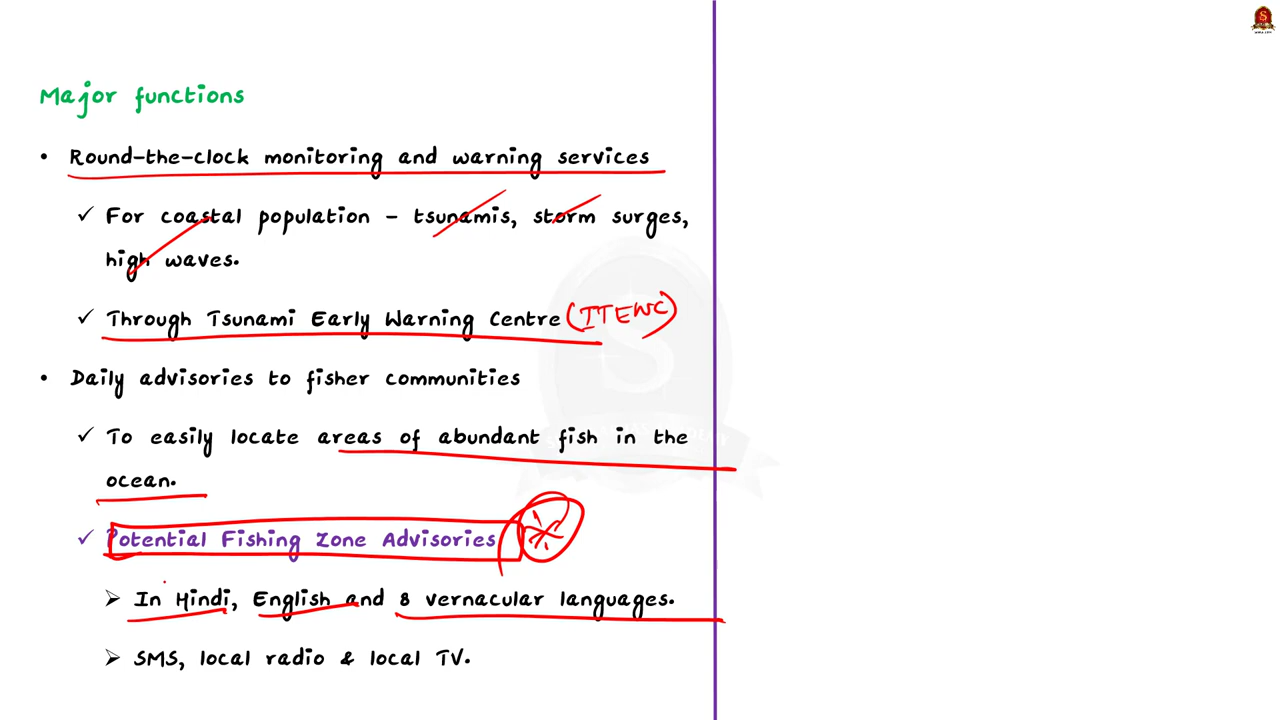 Major functions
• Round-the-clock monitoring and warning services
✓ For coastal population - tsunamis, storm surges,
high waves.
✓ Through Tsunami Early Warning Centre (ITEWC)
• Daily advisories to fisher communities
✓ To easily locate areas of abundant fish in the
ocean.
✓ Potential Fishing Zone Advisories
➢ In Hindi, English and 8 vernacular languages.
➢ SMS, local radio & local TV.